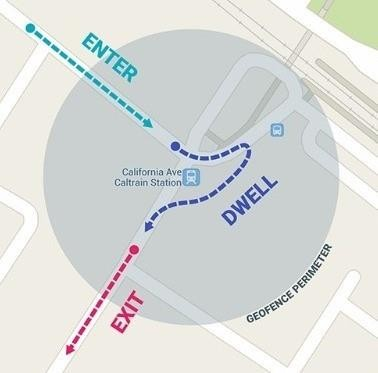 ENTER
California Ave
Caltrain Station
DWELL
GEOFENCE PERIMETER
EXIT